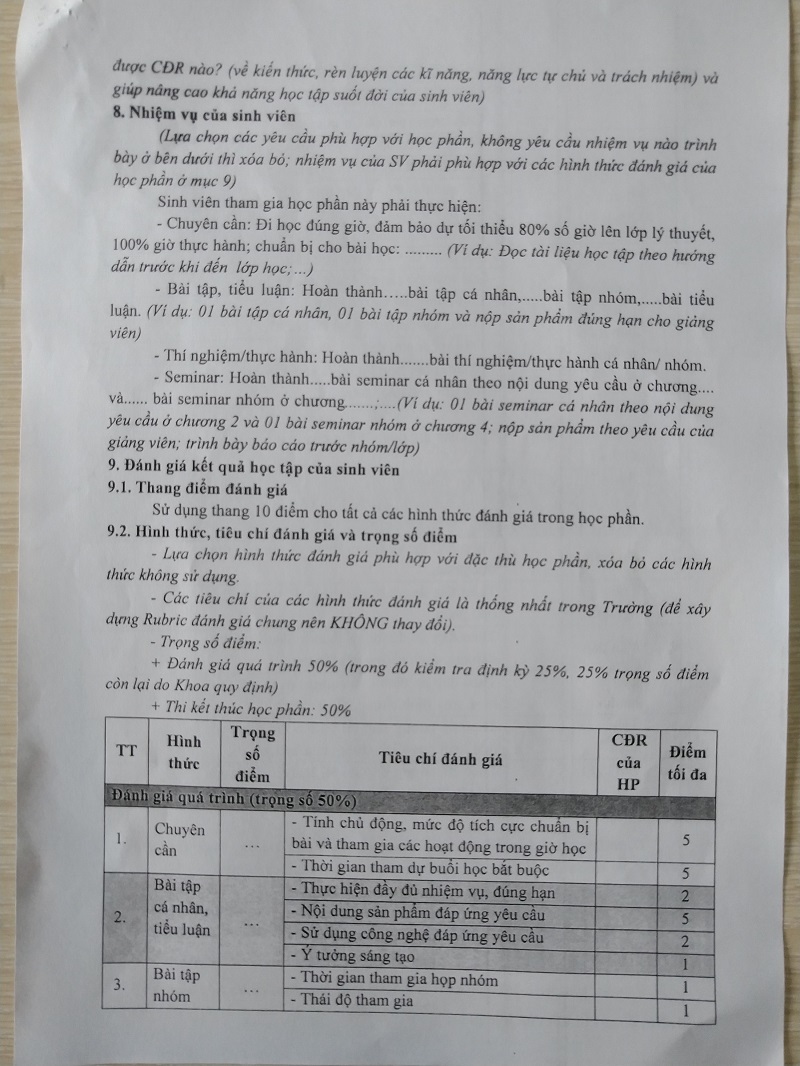 được CĐR nào? (về kiến thức, rèn luyện các kĩ năng, năng lực tự chủ và trách nhiệm) và
giúp nâng cao khả năng học tập suốt đời của sinh viên)
8. Nhiệm vụ của sinh viên
(Lựa chọn các yêu cầu phù hợp với học phần, không yêu cầu nhiệm vụ nào trình
bày ở bên dưới thì xóa bỏ; nhiệm vụ của SV phải phù hợp với các hình thức đánh giá của
học phần ở mục 9)
Sinh viên tham gia học phần này phải thực hiện:
- Chuyên cần: Đi học đúng giờ, đảm bảo dự tối thiểu 80% số giờ lên lớp lý thuyết,
100% giờ thực hành; chuẩn bị cho bài học: ......... (Ví dụ: Đọc tài liệu học tập theo hướng
dẫn trước khi đến lớp học;...)
- Bài tập, tiểu luận: Hoàn thành.....bài tập cá nhân,.....bài tập nhóm,.....bài tiểu
luận. (Ví dụ: 01 bài tập cá nhân, 01 bài tập nhóm và nộp sản phẩm đúng hạn cho giảng
viên)
- Thí nghiệm/thực hành: Hoàn thành.......bài thí nghiệm/thực hành cá nhân/ nhóm.
- Seminar: Hoàn thành.....bài seminar cá nhân theo nội dung yêu cầu ở chương....
và...... bài seminar nhóm ở chương.......;....(Ví dụ: 01 bài seminar cá nhân theo nội dung
yêu cầu ở chương 2 và 01 bài seminar nhóm ở chương 4; nộp sản phẩm theo yêu cầu của
giảng viên; trình bày báo cáo trước nhóm/lớp)
9. Đánh giá kết quả học tập của sinh viên
9.1. Thang điểm đánh giá
Sử dụng thang 10 điểm cho tất cả các hình thức đánh giá trong học phần.
9.2. Hình thức, tiêu chí đánh giá và trọng số điểm
- Lựa chọn hình thức đánh giá phù hợp với đặc thù học phần, xóa bỏ các hình
thức không sử dụng.
- Các tiêu chí của các hình thức đánh giá là thống nhất trong Trường (để xây
dựng Rubric đánh giá chung nên KHÔNG thay đổi).
- Trọng số điểm:
+ Đánh giá quá trình 50% (trong đó kiểm tra định kỳ 25%, 25% trọng số điểm
còn lại do Khoa quy định)
+ Thi kết thúc học phần: 50%
TT Hình thức Trọng số điểm Tiêu chí đánh giá CĐR của HP Điểm tối đa
Đánh giá quá trình (trọng số 50%)
1. Chuyên cần ... - Tính chủ động, mức độ tích cực chuẩn bị
bài và tham gia các hoạt động trong giờ học 5
- Thời gian tham dự buổi học bắt buộc 5
2. Bài tập cá nhân, tiểu luận ... - Thực hiện đầy đủ nhiệm vụ, đúng hạn 2
- Nội dung sản phẩm đáp ứng yêu cầu 5
- Sử dụng công nghệ đáp ứng yêu cầu 2
- Ý tưởng sáng tạo 1
3. Bài tập nhóm ... - Thời gian tham gia họp nhóm 1
- Thái độ tham gia 1